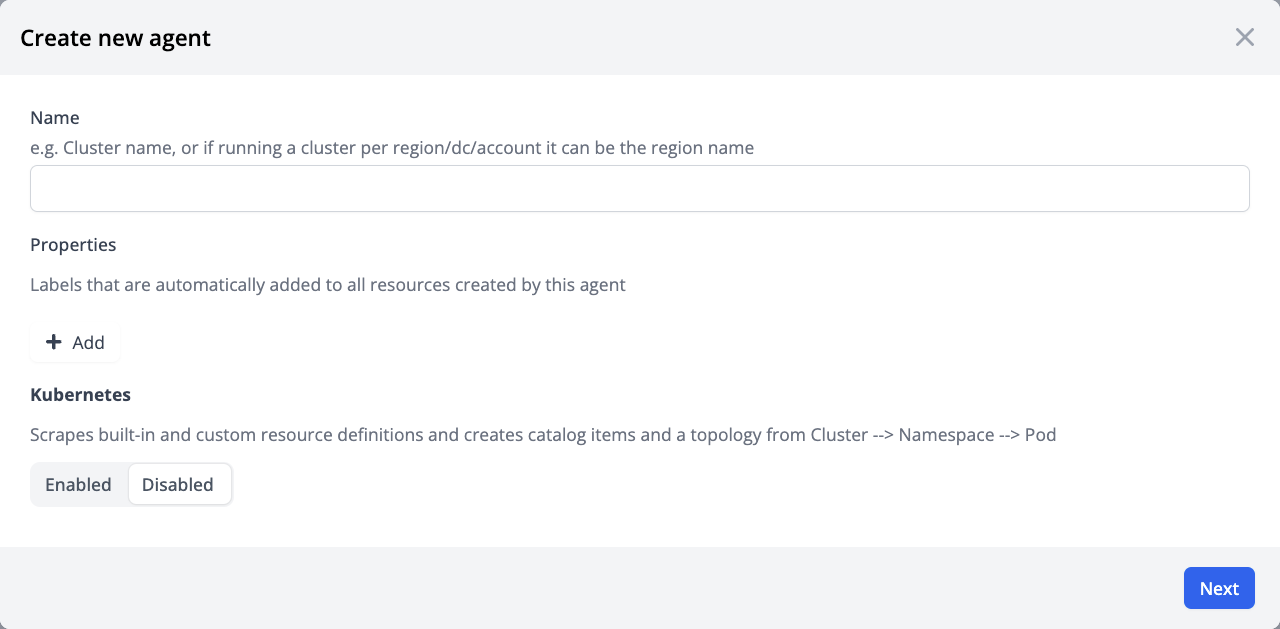 Create new agent
Name
e.g. Cluster name, or if running a cluster per region/dc/account it can be the region name
Properties
Labels that are automatically added to all resources created by this agent
Add
Kubernetes
Scrapes built-in and custom resource definitions and creates catalog items and a topology from Cluster --> Namespace --> Pod
Enabled Disabled
Next